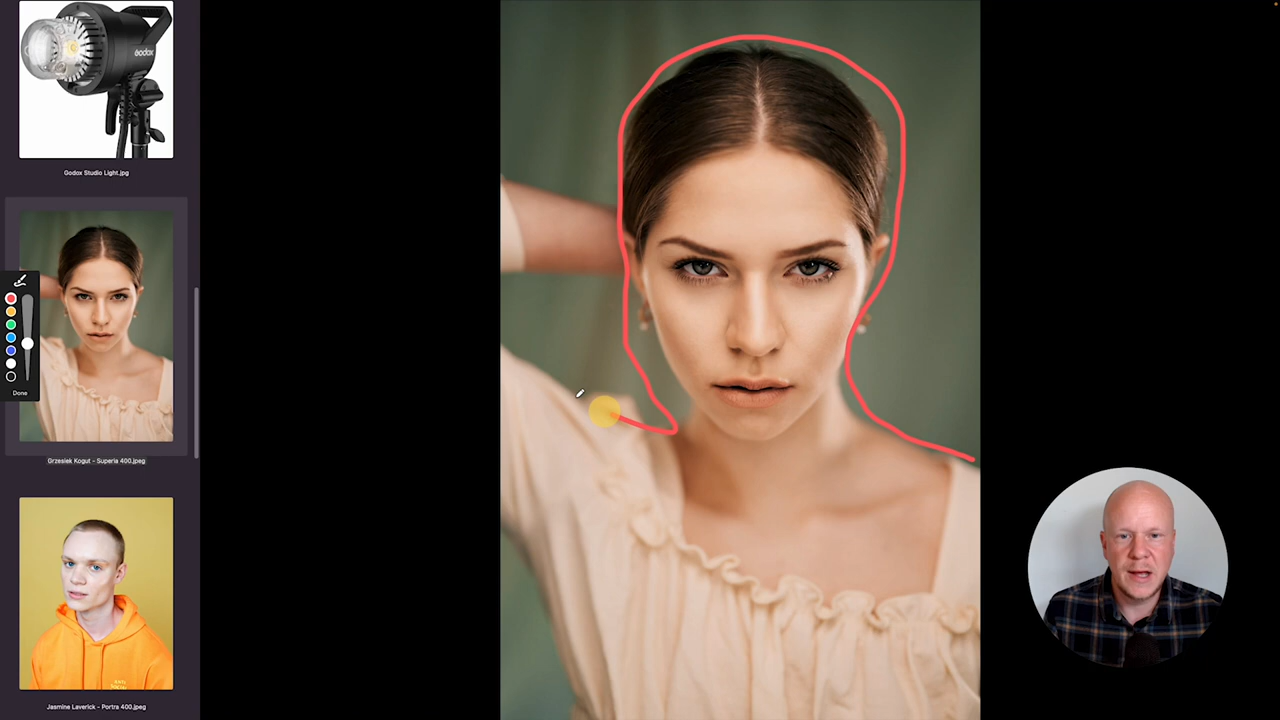 Godox
Godox Studio Light.jpg
Done
Grzesiek Kogut - Superia 400.jpeg
Jasmine Laverick - Portra 400.jpeg